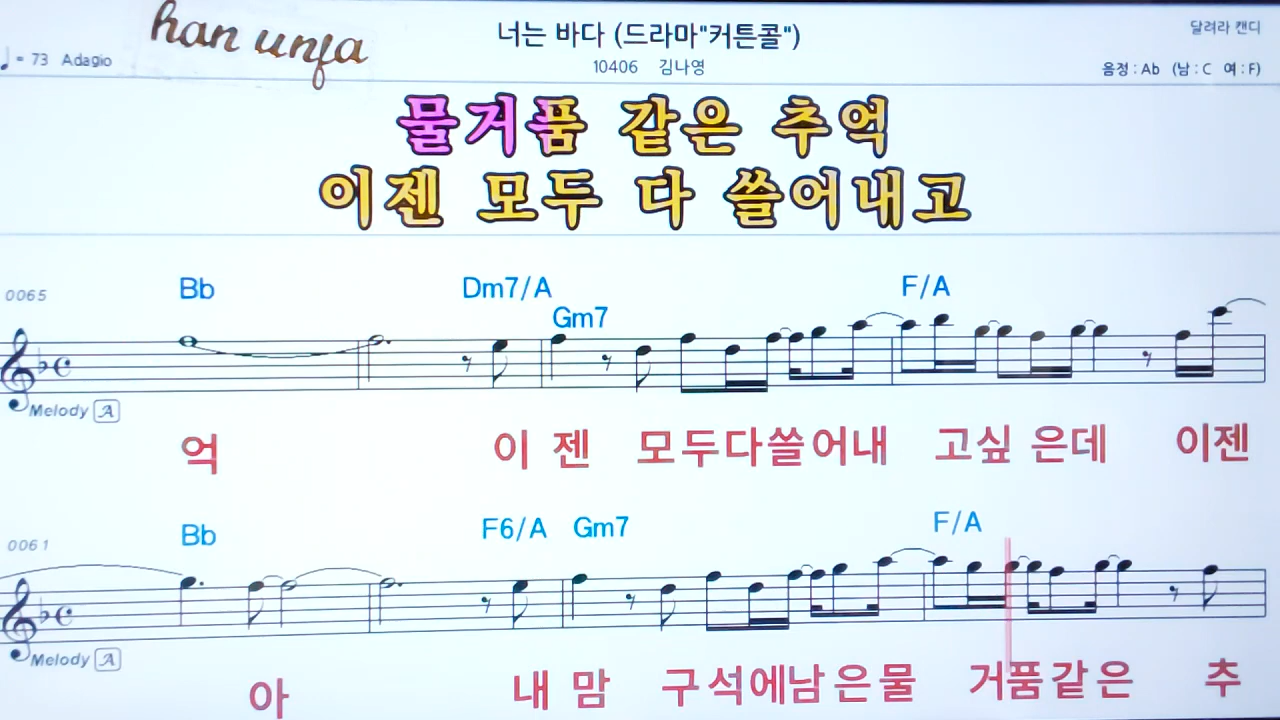 han unfa
너는 바다 (드라마"커튼콜")
달려라 캔디
♩= 73 Adagio
10406 김나영
음정 : Ab (남 : C 여 : F)
물거품 같은 추억
이젠 모두 다 쓸어내고
0065
Bb Dm7/A Gm7 F/A
Melody A
억 이 젠 모두다쓸어내 고싶 은데 이젠
0061
Bb F6/A Gm7 F/A
Melody A
아 내 맘 구석에남은물 거품같은 추